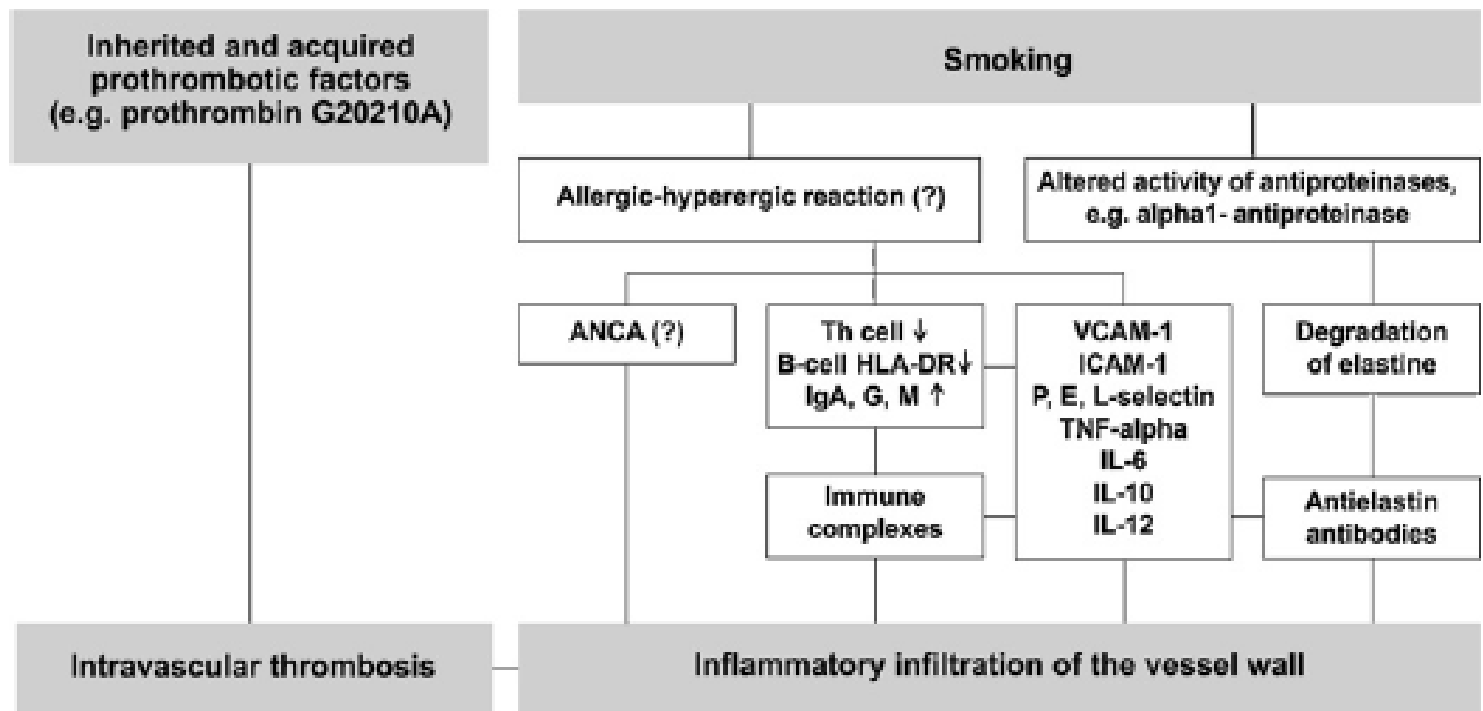 Inherited and acquired
prothrombotic factors
(e.g. prothrombin G20210A)
Smoking
Allergic-hyperergic reaction (?)
Altered activity of antiproteinases,
e.g. alpha1- antiproteinase
ANCA (?)
Th cell ↓
B-cell HLA-DR↓
IgA, G, M ↑
VCAM-1
ICAM-1
P, E, L-selectin
TNF-alpha
IL-6
IL-10
IL-12
Degradation
of elastine
Immune
complexes
Antielastin
antibodies
Intravascular thrombosis
Inflammatory infiltration of the vessel wall